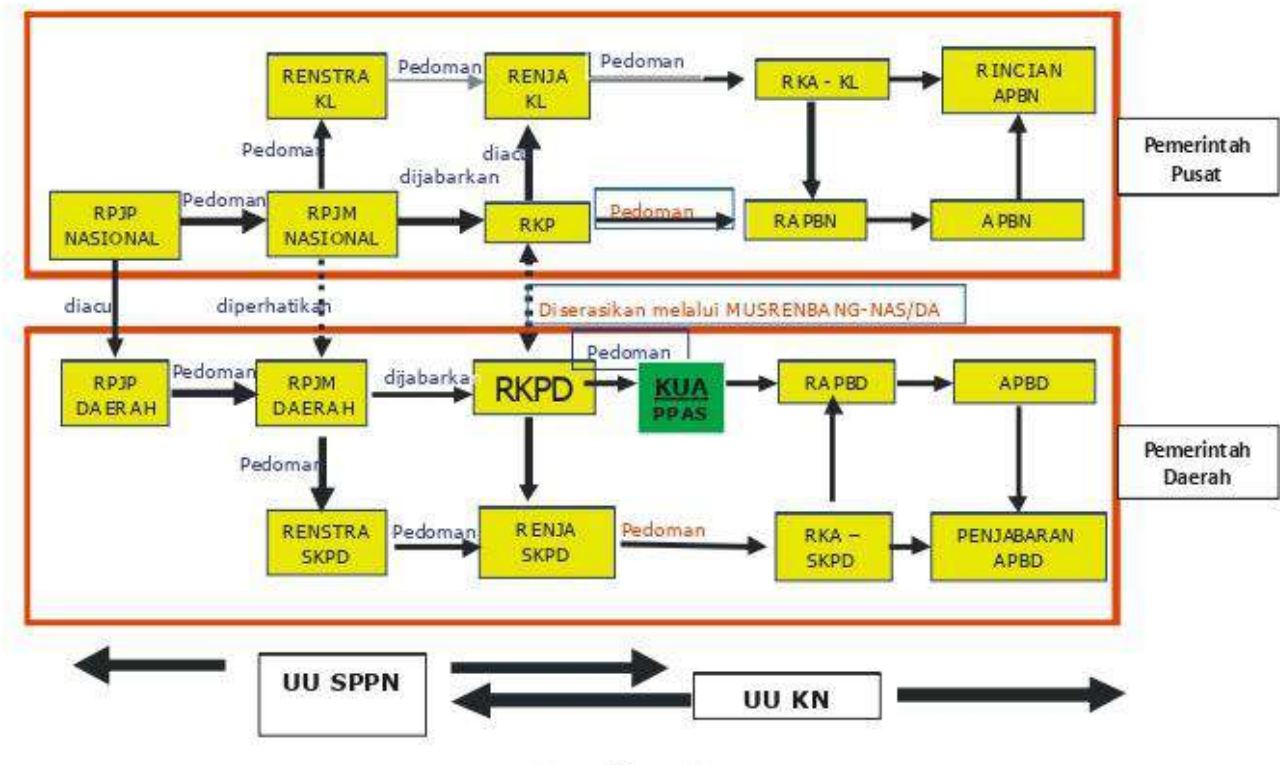 RENSTRA
KL
Pedoman
RENJA
KL
Pedoman
RKA - KL
RINCIAN
APBN
Pemerintah
Pusat
Pedoman
diacu
dijabarkan
RPJP
NASIONAL
Pedoman
RPJM
NASIONAL
RKP
Pedoman
RAPBN
APBN
diacu
diperhatikan
Diserasikan melalui MUSRENBANG-NAS/DA
RPJP
DAERAH
Pedoman
RPJM
DAERAH
dijabarka
RKPD
Pedoman
KUA
PPAS
RAPBD
APBD
Pemerintah
Daerah
Pedoman
RENSTRA
SKPD
Pedoman
RENJA
SKPD
Pedoman
RKA –
SKPD
PENJABARAN
APBD
UU SPPN
UU KN